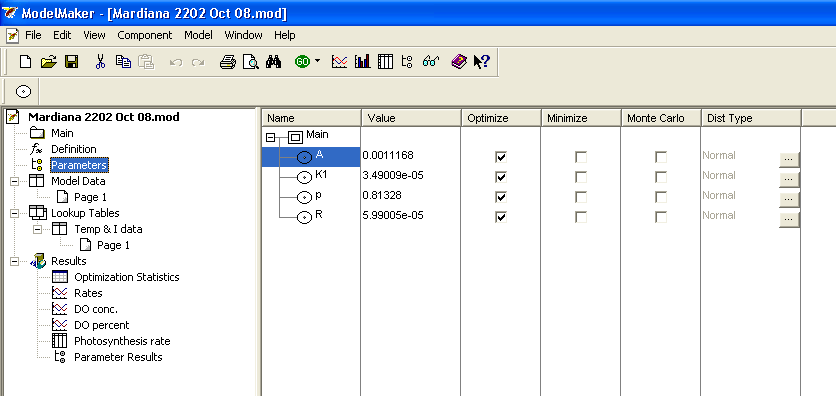 ModelMaker - [Mardiana 2202 Oct 08.mod]
File Edit View Component Model Window Help
GO
Mardiana 2202 Oct 08.mod
Main
Definition
Parameters
Model Data
Page 1
Lookup Tables
Temp & I data
Page 1
Results
Optimization Statistics
Rates
DO conc.
DO percent
Photosynthesis rate
Parameter Results
Name Value Optimize Minimize Monte Carlo Dist Type
Main
A 0.0011168 Normal ...
K1 3.49009e-05 Normal ...
p 0.81328 Normal ...
R 5.99005e-05 Normal ...